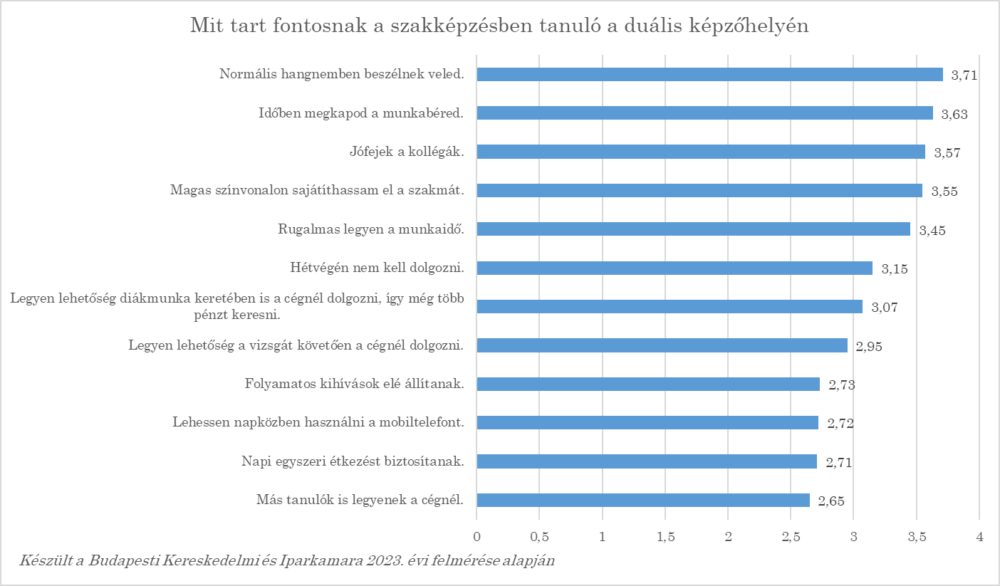 Mit tart fontosnak a szakképzésben tanuló a duális képzőhelyén
Normális hangnemben beszélnek veled.
3,71
Időben megkapod a munkabéred.
3,63
Jófejek a kollégák.
3,57
Magas színvonalon sajátíthassam el a szakmát.
3,55
Rugalmas legyen a munkaidő.
3,45
Hétvégén nem kell dolgozni.
3,15
Legyen lehetőség diákmunka keretében is a cégnél dolgozni, így még több
pénzt keresni.
3,07
Legyen lehetőség a vizsgát követően a cégnél dolgozni.
2,95
Folyamatos kihívások elé állítanak.
2,73
Lehessen napközben használni a mobiltelefont.
2,72
Napi egyszeri étkezést biztosítanak.
2,71
Más tanulók is legyenek a cégnél.
2,65
0 0,5 1 1,5 2 2,5 3 3,5 4
Készült a Budapesti Kereskedelmi és Iparkamara 2023. évi felmérése alapján